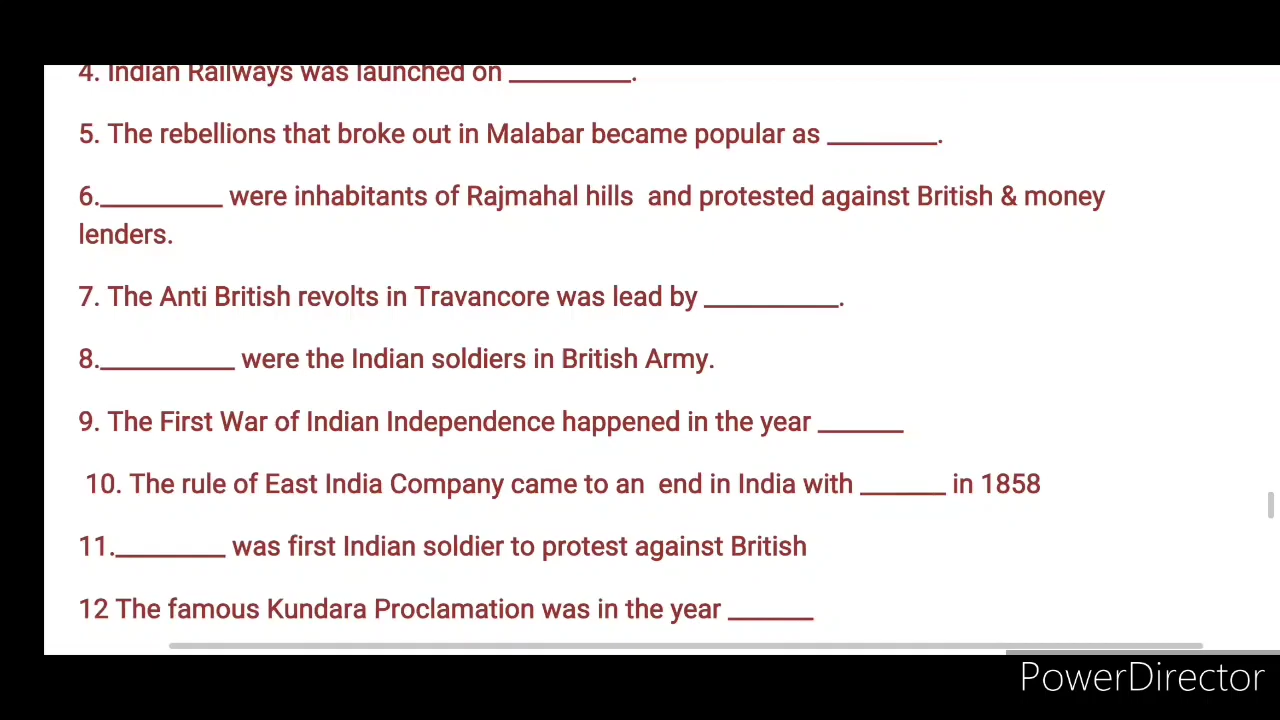 4. Indian Railways was launched on _________.
5. The rebellions that broke out in Malabar became popular as ________.
6._________ were inhabitants of Rajmahal hills  and protested against British & money
lenders.
7. The Anti British revolts in Travancore was lead by __________.
8.__________ were the Indian soldiers in British Army.
9. The First War of Indian Independence happened in the year ______
10. The rule of East India Company came to an  end in India with ______ in 1858
11.________ was first Indian soldier to protest against British
12 The famous Kundara Proclamation was in the year ______
PowerDirector